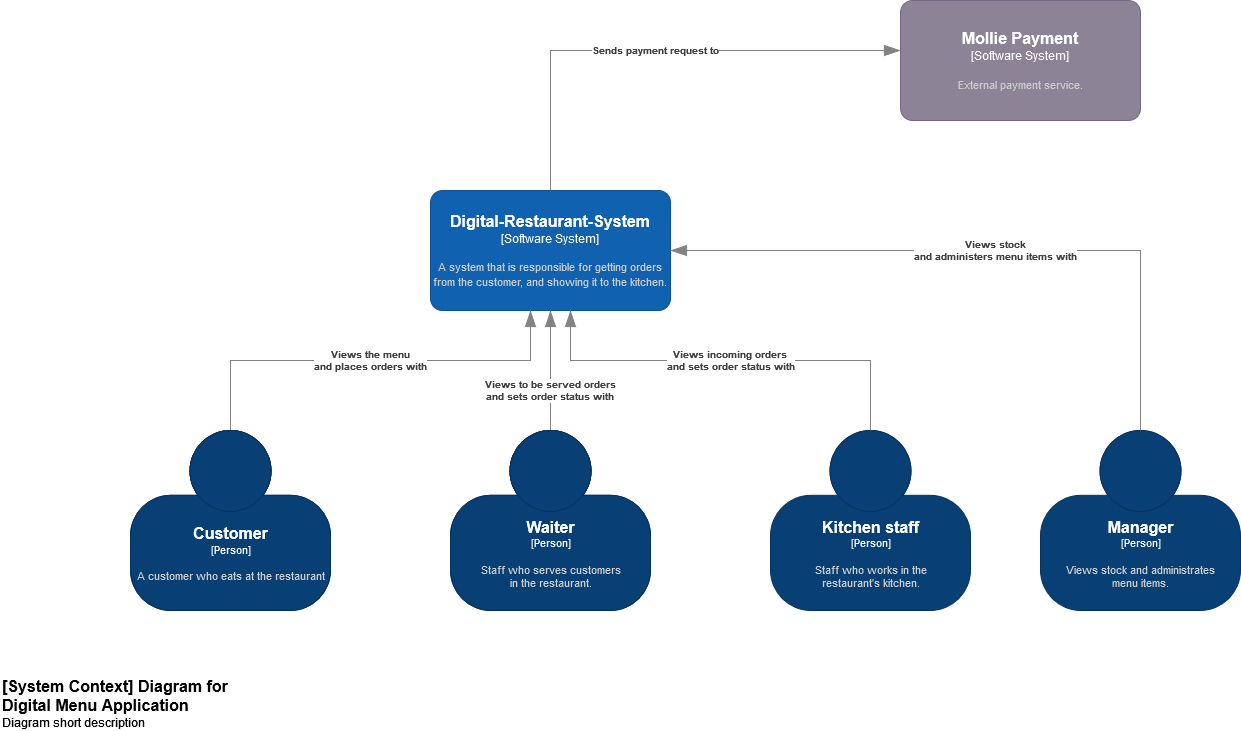 Mollie Payment
[Software System]
External payment service.
Sends payment request to
Digital-Restaurant-System
[Software System]
A system that is responsible for getting orders
from the customer, and showing it to the kitchen.
Views stock
and administers menu items with
Views the menu
and places orders with
Views to be served orders
and sets order status with
Views incoming orders
and sets order status with
Customer
[Person]
A customer who eats at the restaurant
Waiter
[Person]
Staff who serves customers
in the restaurant.
Kitchen staff
[Person]
Staff who works in the
restaurant's kitchen.
Manager
[Person]
Views stock and administrates
menu items.
[System Context] Diagram for
Digital Menu Application
Diagram short description